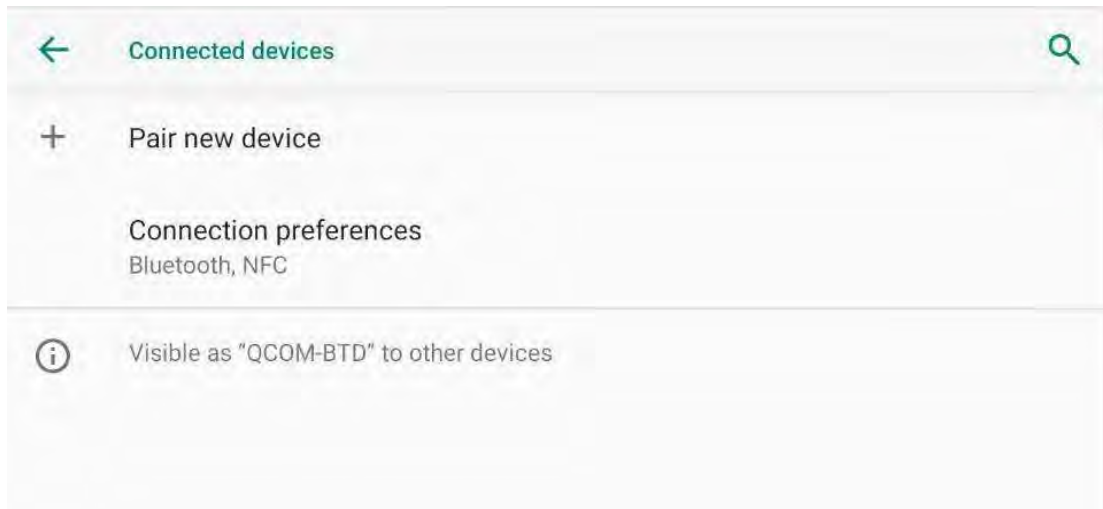 Connected devices
Pair new device
Connection preferences
Bluetooth, NFC
Visible as "QCOM-BTD" to other devices